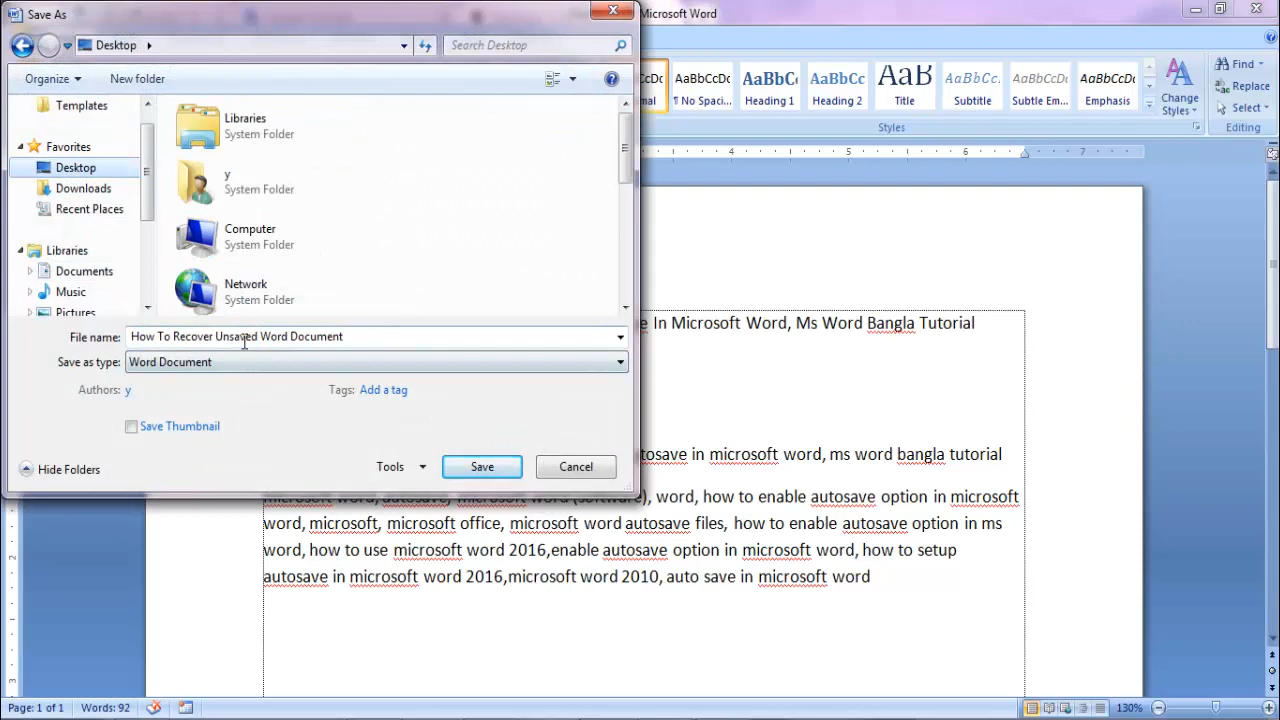 Save As
Microsoft Word
Desktop
Search Desktop
Organize
New folder
Templates
Favorites
Desktop
Downloads
Recent Places
Libraries
Documents
Music
Pictures
Libraries
System Folder
y
System Folder
Computer
System Folder
Network
System Folder
File name: How To Recover Unsaved Word Document
Save as type: Word Document
Authors: y
Tags: Add a tag
Save Thumbnail
Hide Folders
Tools
Save
Cancel
AaBbCc AaBbCc AaB AaBbCc. AaBbCcDc AaBbCcDc
¶ No Spaci... Heading 1 Heading 2 Title Subtitle Subtle Em... Emphasis
Change
Styles
Styles
Find
Replace
Select
Editing
4 5 6 7
In Microsoft Word, Ms Word Bangla Tutorial
in microsoft word, ms word bangla tutorial
microsoft word, autosave, microsoft word (software), word, how to enable autosave option in microsoft
word, microsoft, microsoft office, microsoft word autosave files, how to enable autosave option in ms
word, how to use microsoft word 2016,enable autosave option in microsoft word, how to setup
autosave in microsoft word 2016,microsoft word 2010, auto save in microsoft word
2
3
Page: 1 of 1
Words: 92
130%